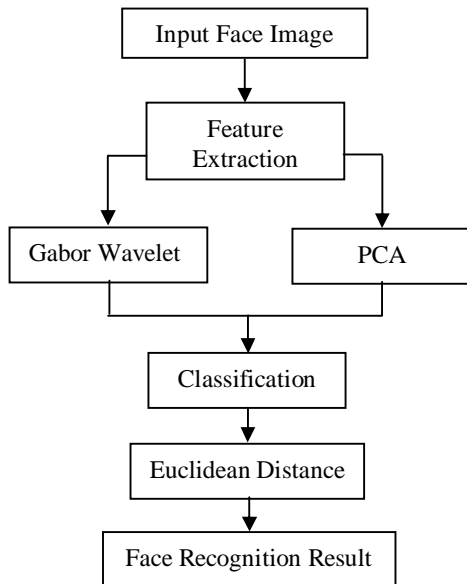 Input Face Image
Feature
Extraction
Gabor Wavelet
PCA
Classification
Euclidean Distance
Face Recognition Result